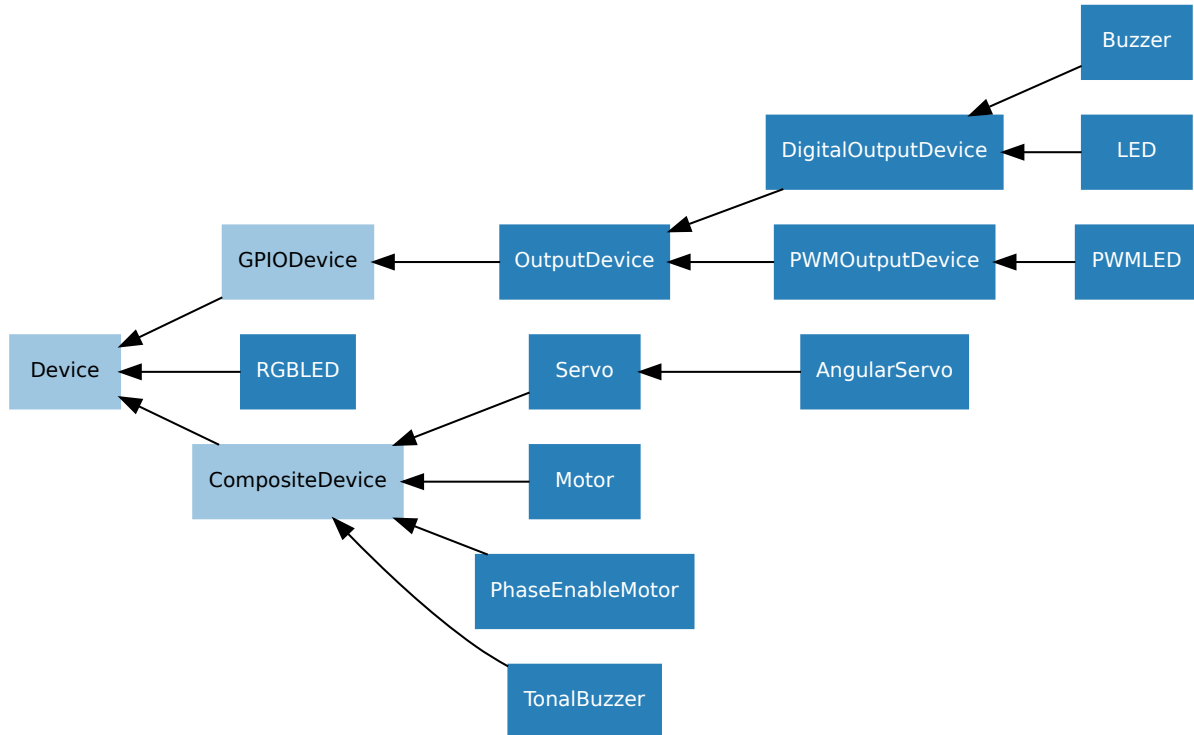 Buzzer
DigitalOutputDevice
LED
GPIODevice
OutputDevice
PWMOutputDevice
PWMLED
Device
RGBLED
Servo
AngularServo
CompositeDevice
Motor
PhaseEnableMotor
TonalBuzzer